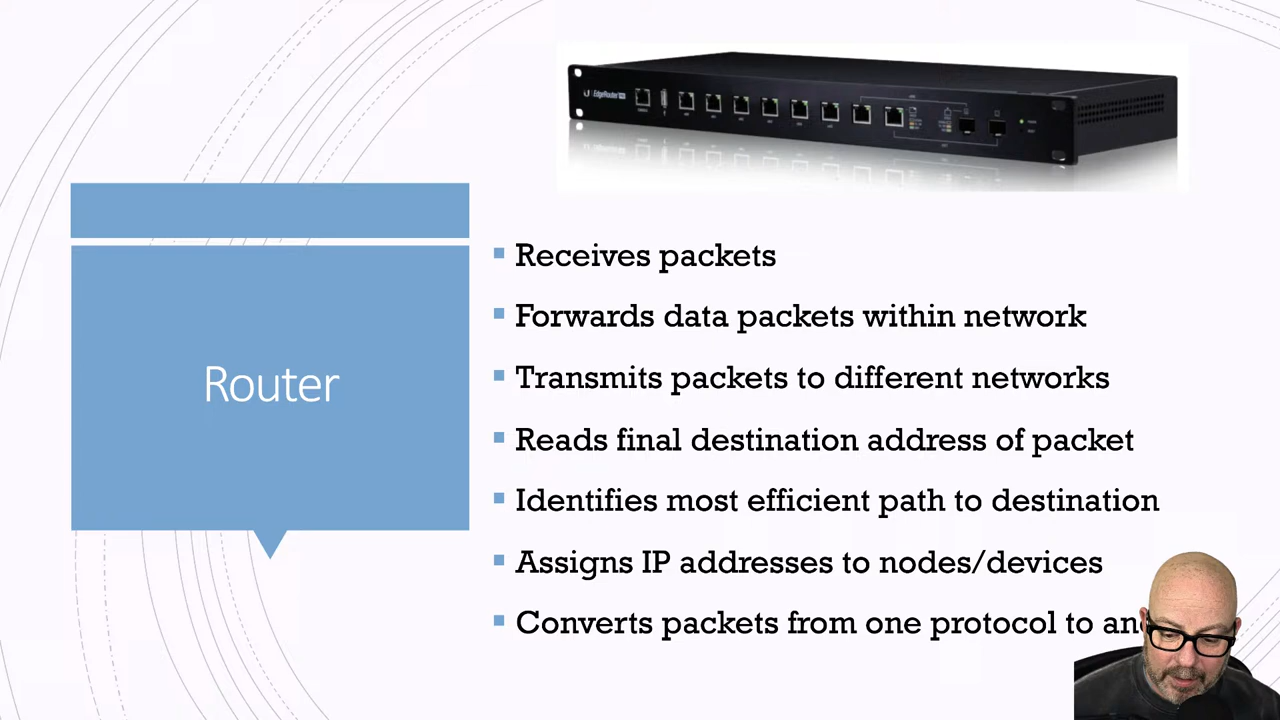 EdgeRouter
Router
Receives packets
Forwards data packets within network
Transmits packets to different networks
Reads final destination address of packet
Identifies most efficient path to destination
Assigns IP addresses to nodes/devices
Converts packets from one protocol to